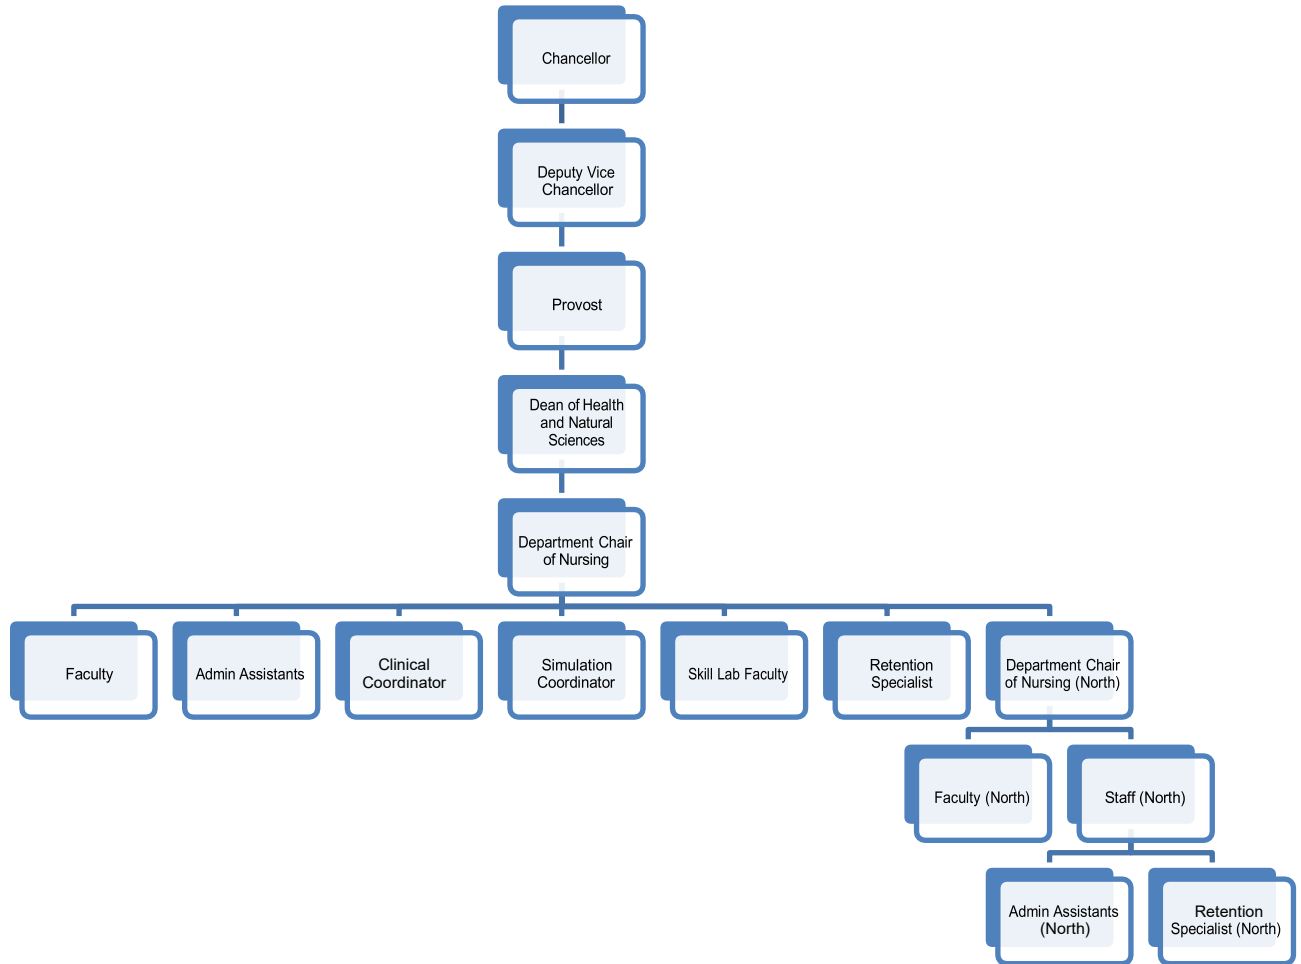 Chancellor
Deputy Vice
Chancellor
Provost
Dean of Health
and Natural
Sciences
Department Chair
of Nursing
Faculty
Admin Assistants
Clinical
Coordinator
Simulation
Coordinator
Skill Lab Faculty
Retention
Specialist
Department Chair
of Nursing (North)
Faculty (North)
Staff (North)
Admin Assistants
(North)
Retention
Specialist (North)